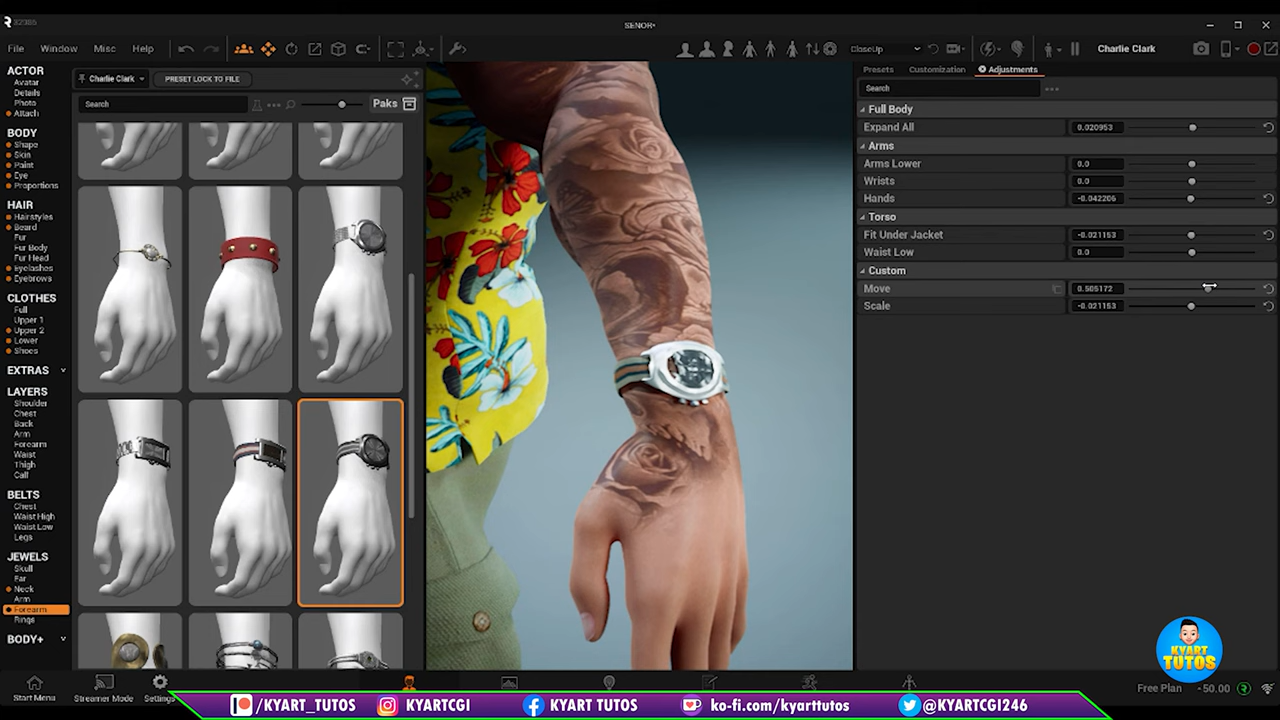 32985
SENOR•
File Window Misc Help
CloseUp
Charlie Clark
ACTOR
Avatar
Details
Photo
Attach
BODY
Shape
Skin
Paint
Eye
Proportions
HAIR
Hairstyles
Beard
Fur
Fur Body
Fur Head
Eyelashes
Eyebrows
CLOTHES
Full
Upper 1
Upper 2
Lower
Shoes
EXTRAS
LAYERS
Shoulder
Chest
Back
Arm
Forearm
Waist
Thigh
Calf
BELTS
Chest
Waist High
Waist Low
Legs
JEWELS
Skull
Ear
Neck
Arm
Forearm
Rings
BODY+
Charlie Clark PRESET LOCK TO FILE
Search Paks
Presets Customization Adjustments
Search
Full Body
Expand All 0.020953
Arms
Arms Lower 0.0
Wrists 0.0
Hands -0.042206
Torso
Fit Under Jacket -0.021153
Waist Low 0.0
Custom
Move 0.505172
Scale -0.021153
KYART
TUTOS
Start Menu Streamer Mode Settings
Free Plan -50.00
/KYART_TUTOS KYARTCGI KYART TUTOS ko-fi.com/kyarttutos @KYARTCGI246